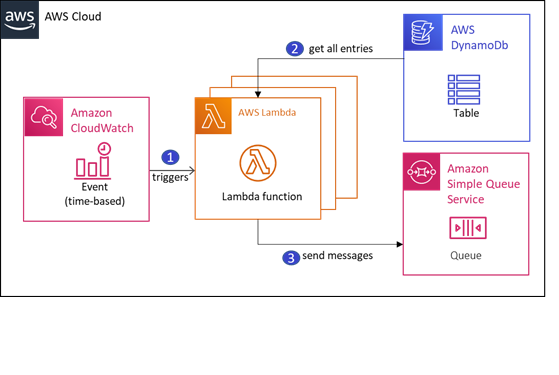 aws
AWS Cloud
2
get all entries
AWS
DynamoDb
Table
Amazon
CloudWatch
Event
(time-based)
1
triggers
AWS Lambda
Lambda function
Amazon
Simple Queue
Service
Queue
3
send messages